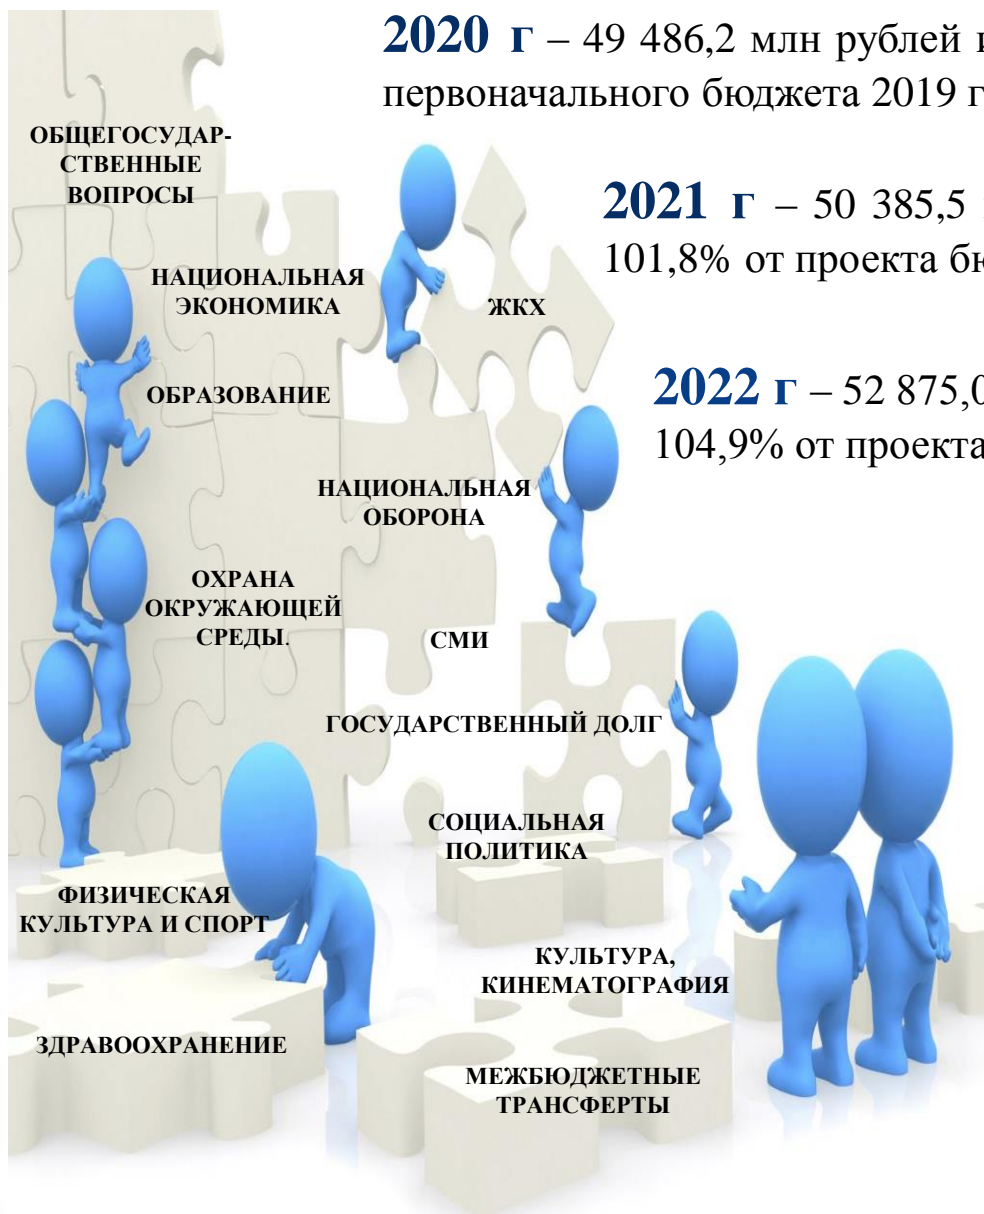 2020 г – 49 486,2 млн рублей и
первоначального бюджета 2019 г
ОБЩЕГОСУДАР-
СТВЕННЫЕ
ВОПРОСЫ
2021 г – 50 385,5
101,8% от проекта бю
НАЦИОНАЛЬНАЯ
ЭКОНОМИКА
ЖКХ
2022 г – 52 875,0
104,9% от проекта
ОБРАЗОВАНИЕ
НАЦИОНАЛЬНАЯ
ОБОРОНА
ОХРАНА
ОКРУЖАЮЩЕЙ
СРЕДЫ.
СМИ
ГОСУДАРСТВЕННЫЙ ДОЛГ
СОЦИАЛЬНАЯ
ПОЛИТИКА
ФИЗИЧЕСКАЯ
КУЛЬТУРА И СПОРТ
КУЛЬТУРА,
КИНЕМАТОГРАФИЯ
ЗДРАВООХРАНЕНИЕ
МЕЖБЮДЖЕТНЫЕ
ТРАНСФЕРТЫ